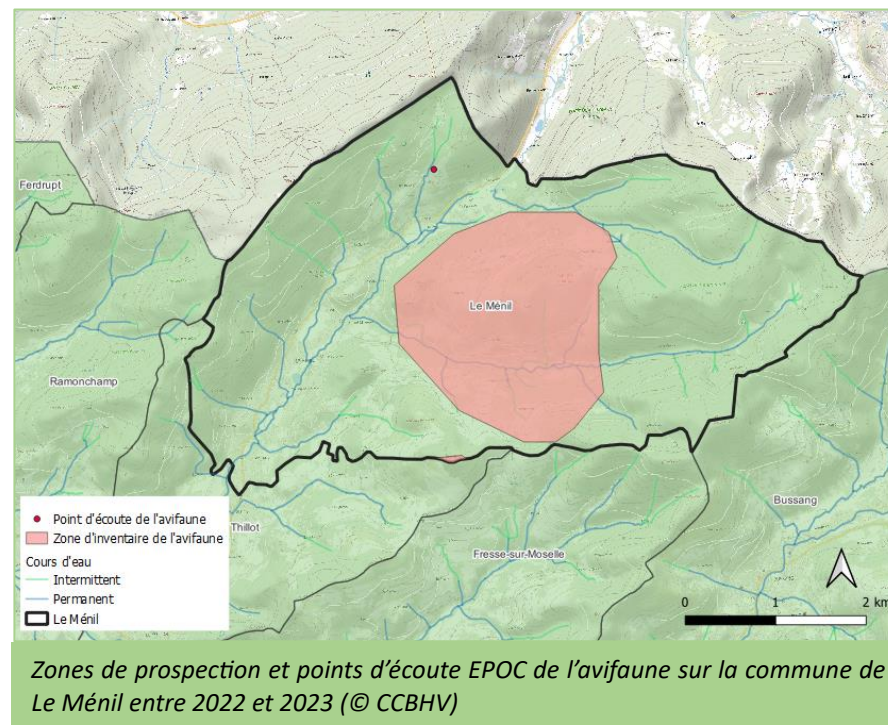 Ferdrupt
Le Ménil
Ramonchamp
Bussang
Thillot
Fresse-sur-Moselle
Point d'écoute de l'avifaune
Zone d'inventaire de l'avifaune
Cours d'eau
Intermittent
Permanent
Le Ménil
0 1 2 km
Zones de prospection et points d'écoute EPOC de l'avifaune sur la commune de
Le Ménil entre 2022 et 2023 (© CCBHV)